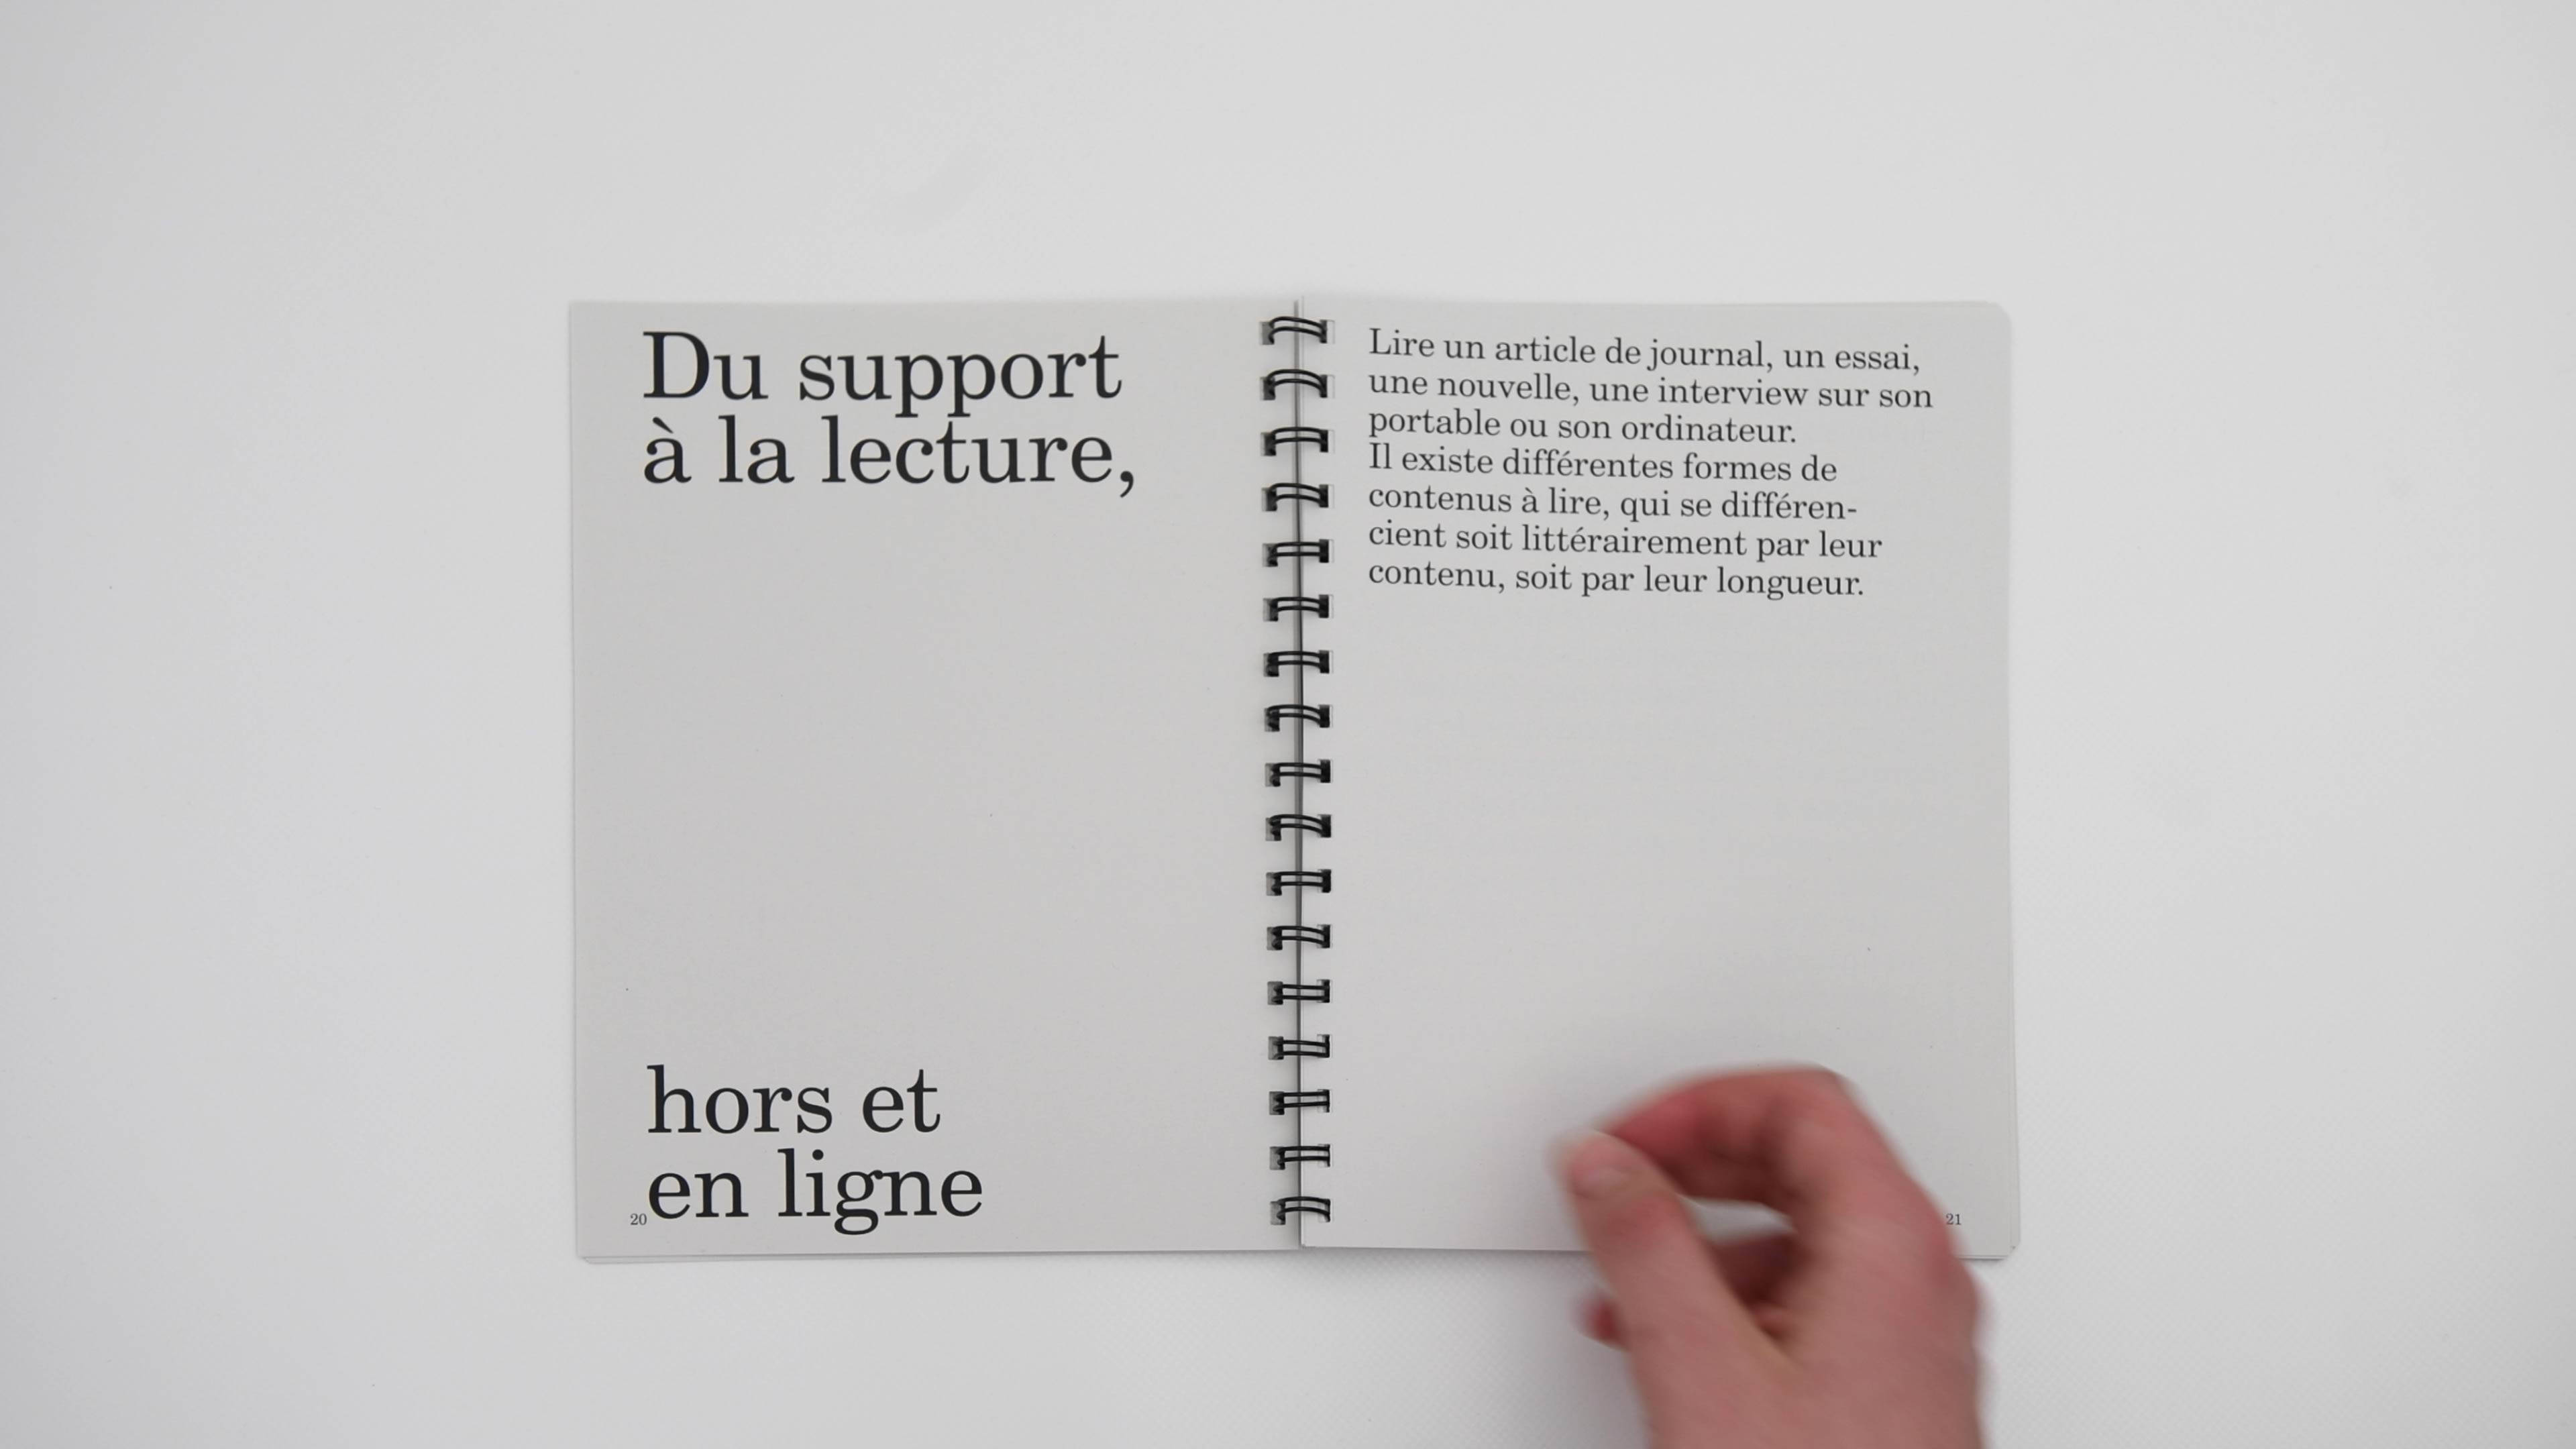 Du support
à la lecture,
hors et
en ligne
20
Lire un article de journal, un essai,
une nouvelle, une interview sur son
portable ou son ordinateur.
Il existe différentes formes de
contenus à lire, qui se différen-
cient soit littérairement par leur
contenu, soit par leur longueur.
21